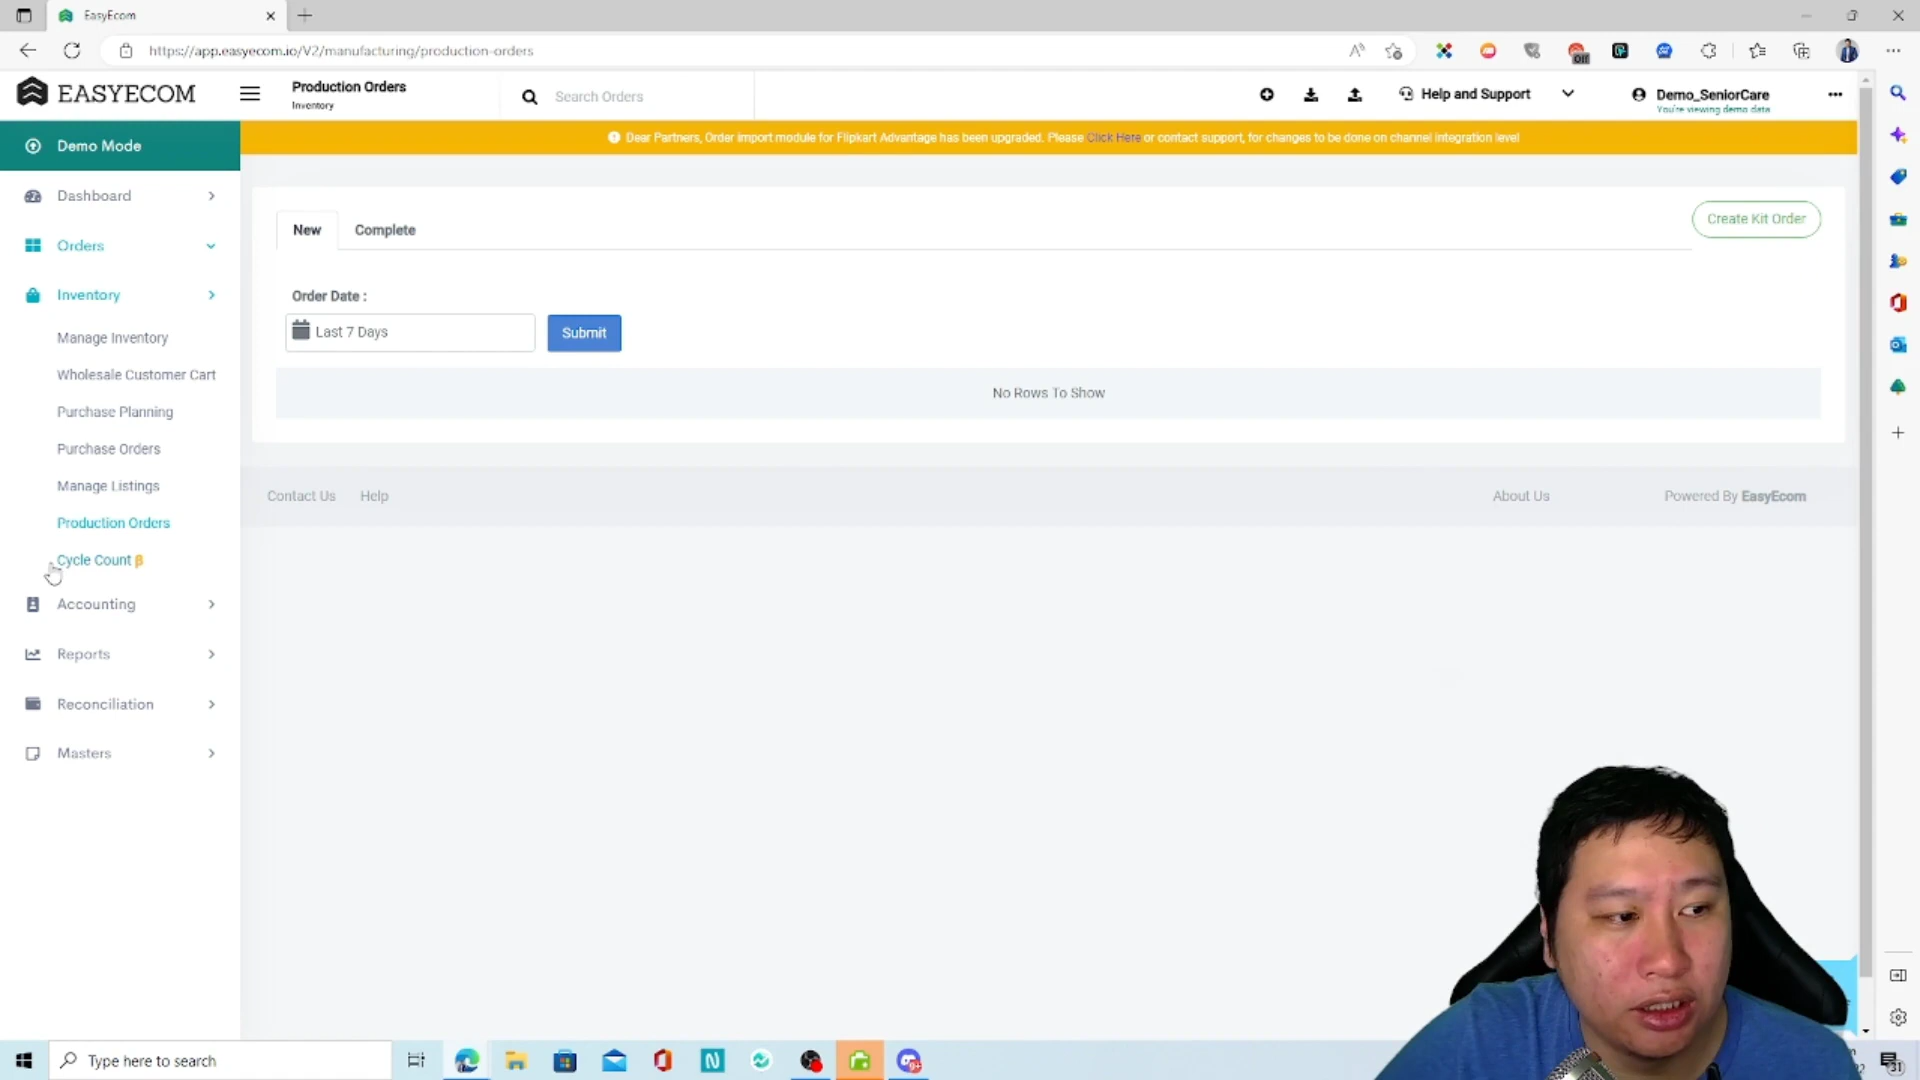 EasyEcom
https://app.easyecom.io/V2/manufacturing/production-orders
EASYECOM
Production Orders
Inventory
Search Orders
Help and Support
Demo_SeniorCare
You're viewing demo data
Dear Partners, Order import module for Flipkart Advantage has been upgraded. Please Click Here or contact support, for changes to be done on channel integration level
Demo Mode
Dashboard
Orders
Inventory
Manage Inventory
Wholesale Customer Cart
Purchase Planning
Purchase Orders
Manage Listings
Production Orders
Cycle Count β
Accounting
Reports
Reconciliation
Masters
New
Complete
Create Kit Order
Order Date :
Last 7 Days
Submit
No Rows To Show
Contact Us
Help
About Us
Powered By EasyEcom
Type here to search